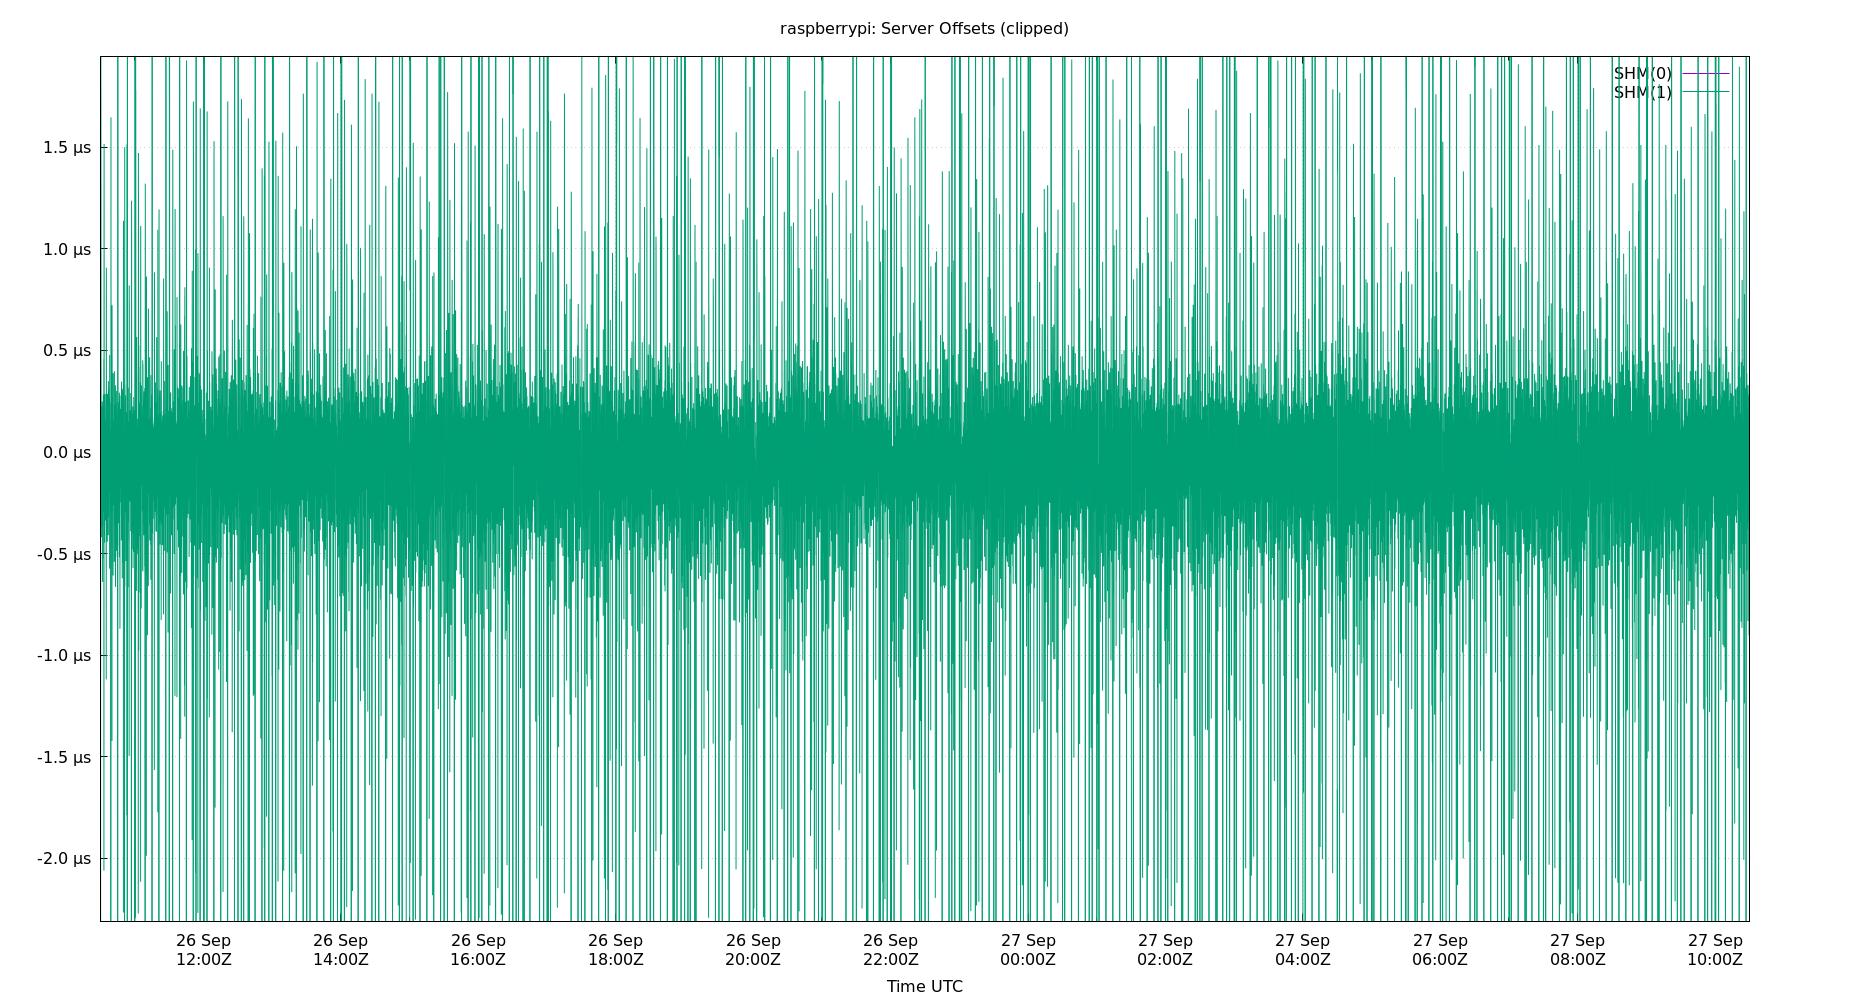 raspberrypi: Server Offsets (clipped)
SHM(0)
SHM(1)
1.5 µs
1.0 µs
0.5 µs
0.0 µs
-0.5 µs
-1.0 µs
-1.5 µs
-2.0 µs
26 Sep 26 Sep 26 Sep 26 Sep 26 Sep 26 Sep 27 Sep 27 Sep 27 Sep 27 Sep 27 Sep 27 Sep
12:00Z 14:00Z 16:00Z 18:00Z 20:00Z 22:00Z 00:00Z 02:00Z 04:00Z 06:00Z 08:00Z 10:00Z
Time UTC